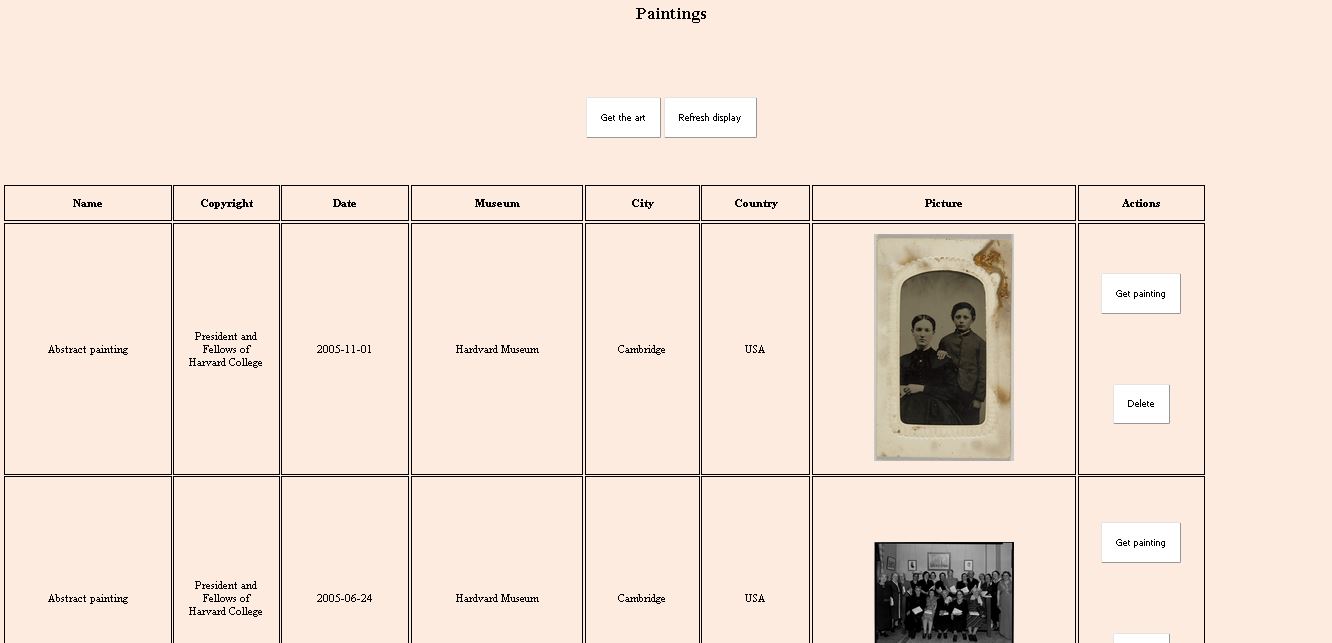 Paintings
Get the art
Refresh display
Name
Copyright
Date
Museum
City
Country
Picture
Actions
Abstract painting
President and
Fellows of
Harvard College
2005-11-01
Hardvard Museum
Cambridge
USA
Get painting
Delete
Abstract painting
President and
Fellows of
Harvard College
2005-06-24
Hardvard Museum
Cambridge
USA
Get painting